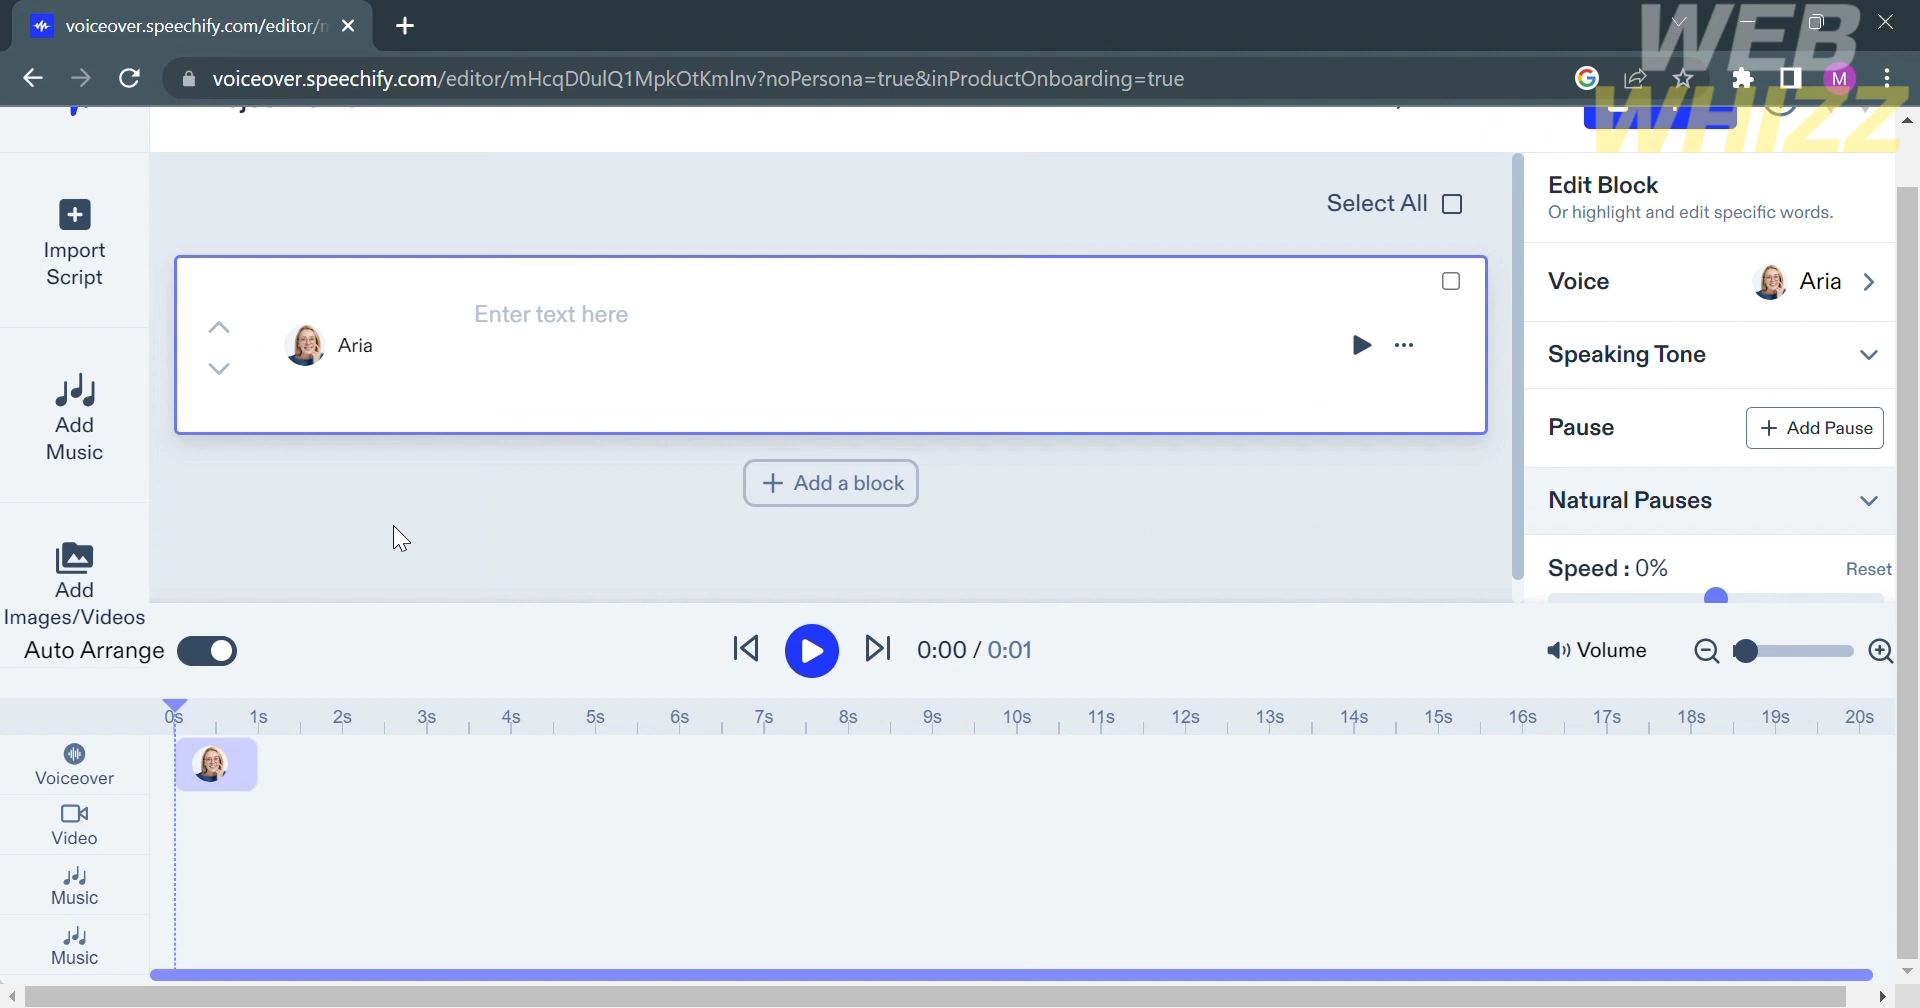 voiceover.speechify.com/editor/
voiceover.speechify.com/editor/mHcqD0ulQ1MpkOtKmlnv?noPersona=true&inProductOnboarding=true
M
WEB
WHIZZ
Import
Script
Add
Music
Add
Images/Videos
Select All
Aria
Enter text here
Add a block
Edit Block
Or highlight and edit specific words.
Voice
Aria
Speaking Tone
Pause
Add Pause
Natural Pauses
Speed : 0%
Reset
Auto Arrange
0:00 / 0:01
Volume
0s 1s 2s 3s 4s 5s 6s 7s 8s 9s 10s 11s 12s 13s 14s 15s 16s 17s 18s 19s 20s
Voiceover
Video
Music
Music